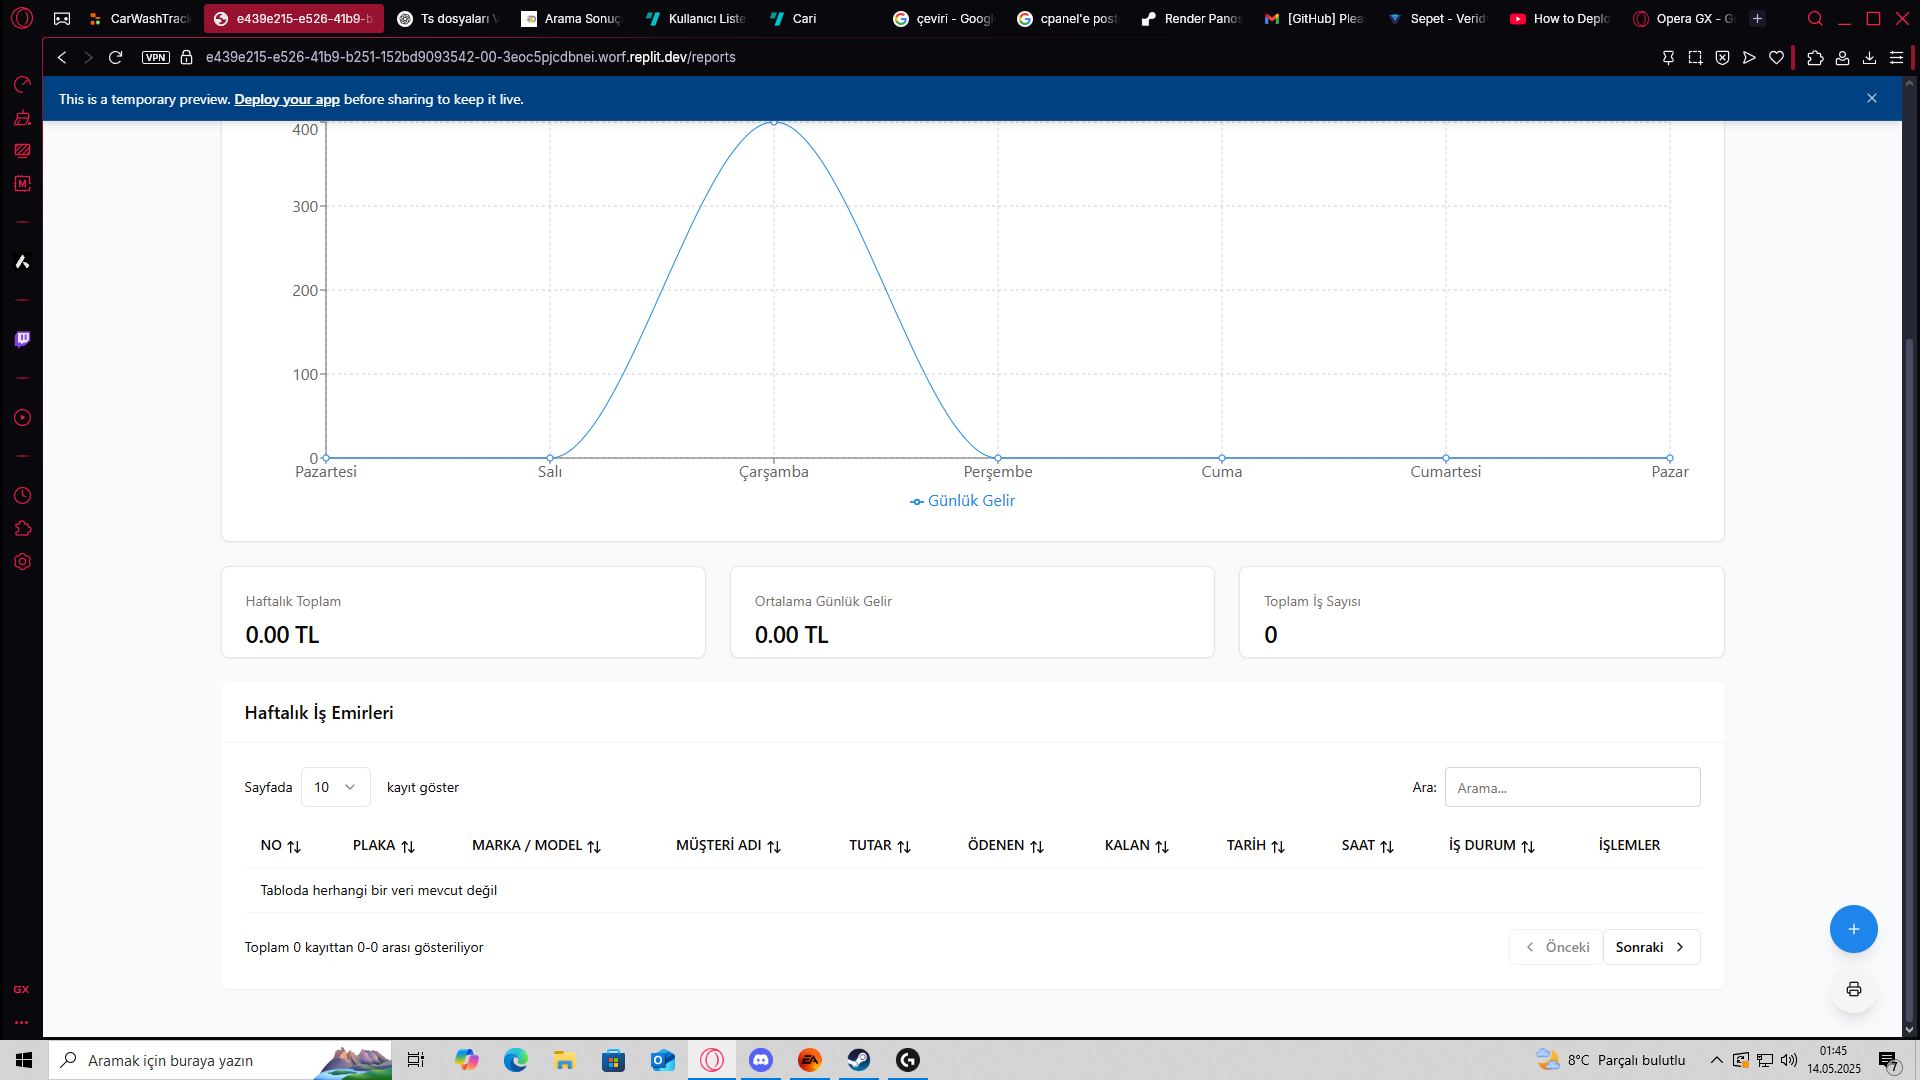 CarWashTrack
e439e215-e526-41b9-b
Ts dosyaları V
Arama Sonuç
Kullanıcı Liste
Cari
çeviri - Googl
cpanel'e post
Render Panos
[GitHub] Plea
Sepet - Verid
How to Deplo
Opera GX - G
VPN
e439e215-e526-41b9-b251-152bd9093542-00-3eoc5pjcdbnei.worf.replit.dev/reports
This is a temporary preview. Deploy your app before sharing to keep it live.
400
300
200
100
0
Pazartesi Salı Çarşamba Perşembe Cuma Cumartesi Pazar
Günlük Gelir
Haftalık Toplam
0.00 TL
Ortalama Günlük Gelir
0.00 TL
Toplam İş Sayısı
0
Haftalık İş Emirleri
Sayfada 10 kayıt göster
Ara: Arama...
NO PLAKA MARKA / MODEL MÜŞTERİ ADI TUTAR ÖDENEN KALAN TARİH SAAT İŞ DURUM İŞLEMLER
Tabloda herhangi bir veri mevcut değil
Toplam 0 kayıttan 0-0 arası gösteriliyor
Önceki Sonraki
GX
Aramak için buraya yazın
8°C Parçalı bulutlu
01:45
14.05.2025
7